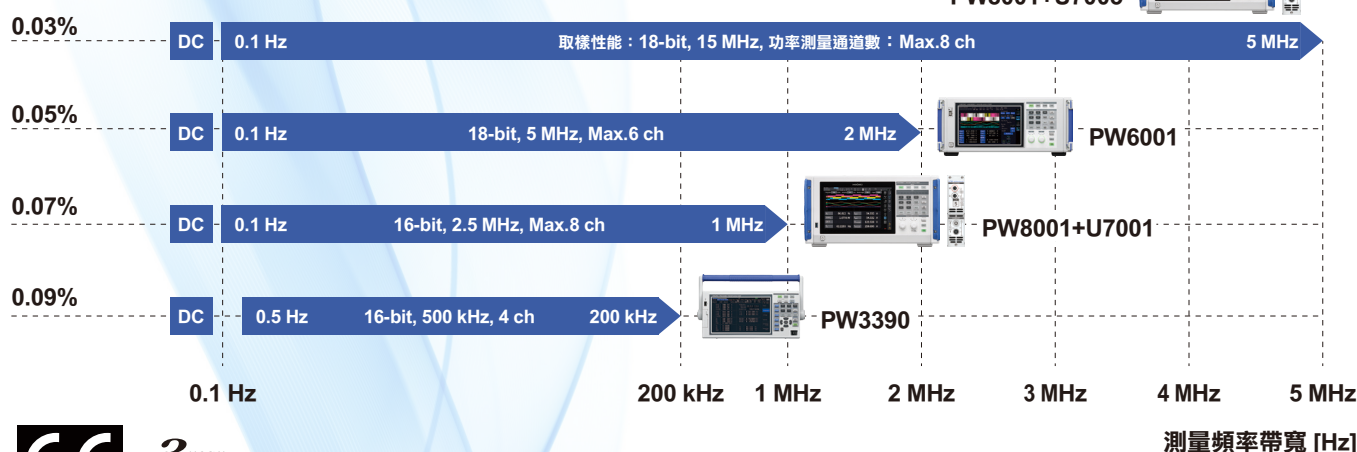 0.03%
DC 0.1 Hz 取樣性能：18-bit, 15 MHz, 功率測量通道數：Max.8 ch 5 MHz
0.05%
DC 0.1 Hz 18-bit, 5 MHz, Max.6 ch 2 MHz
PW6001
0.07%
DC 0.1 Hz 16-bit, 2.5 MHz, Max.8 ch 1 MHz
PW8001+U7001
0.09%
DC 0.5 Hz 16-bit, 500 kHz, 4 ch 200 kHz
PW3390
0.1 Hz 200 kHz 1 MHz 2 MHz 3 MHz 4 MHz 5 MHz
測量頻率帶寬 [Hz]